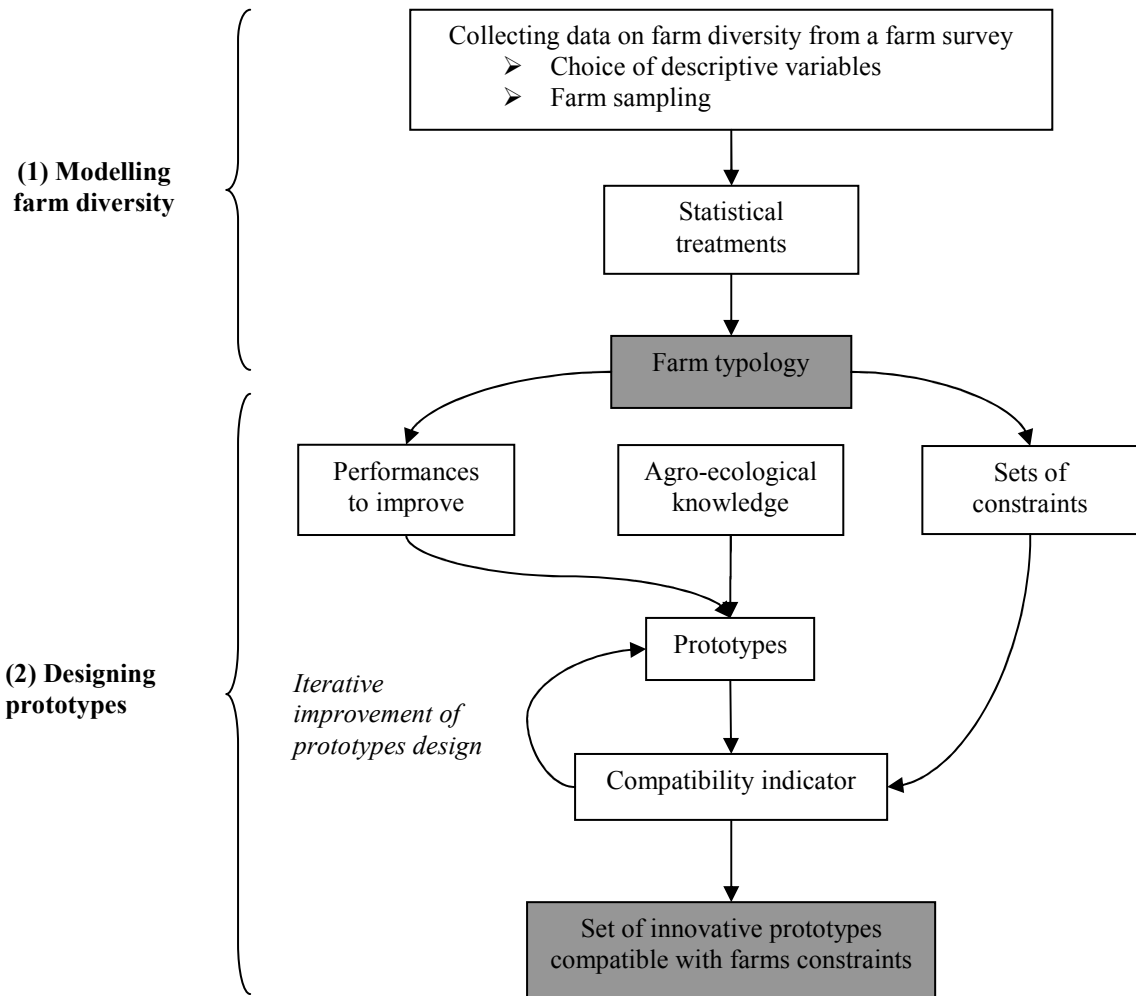 Collecting data on farm diversity from a farm survey
➢ Choice of descriptive variables
➢ Farm sampling
(1) Modelling
farm diversity
Statistical
treatments
Farm typology
Performances
to improve
Agro-ecological
knowledge
Sets of
constraints
(2) Designing
prototypes
Prototypes
Iterative
improvement of
prototypes design
Compatibility indicator
Set of innovative prototypes
compatible with farms constraints